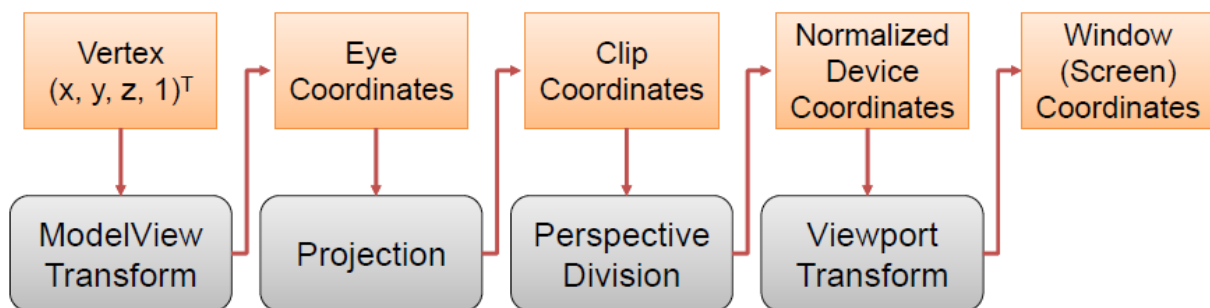 Vertex
(x, y, z, 1)ᵀ
Eye
Coordinates
Clip
Coordinates
Normalized
Device
Coordinates
Window
(Screen)
Coordinates
ModelView
Transform
Projection
Perspective
Division
Viewport
Transform